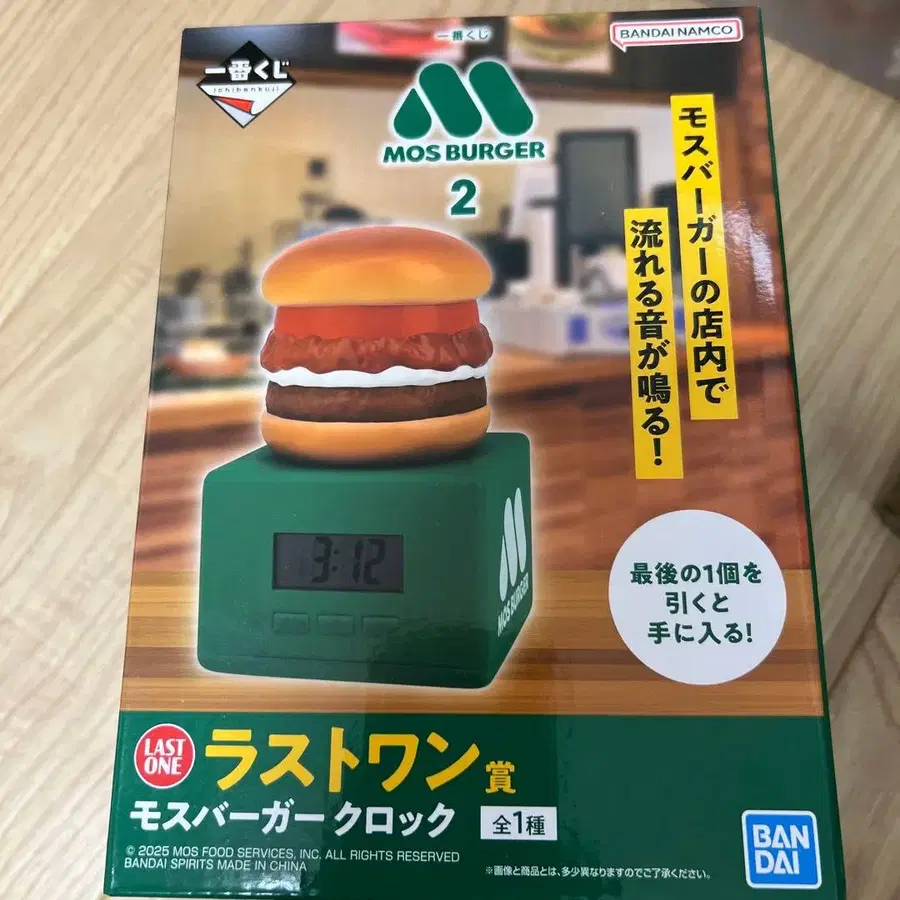 一番くじ
ichibankuji
一番くじ
MOS BURGER
2
BANDAI NAMCO
モスバーガーの店内で
流れる音が鳴る!
3:12
MOS BURGER
最後の1個を
引くと
手に入る!
LAST
ONE
ラストワン賞
モスバーガー クロック
全1種
© 2025 MOS FOOD SERVICES, INC. ALL RIGHTS RESERVED
BANDAI SPIRITS MADE IN CHINA
※画像と商品とは、多少異なりますのでご了承ください。
BAN
DAI